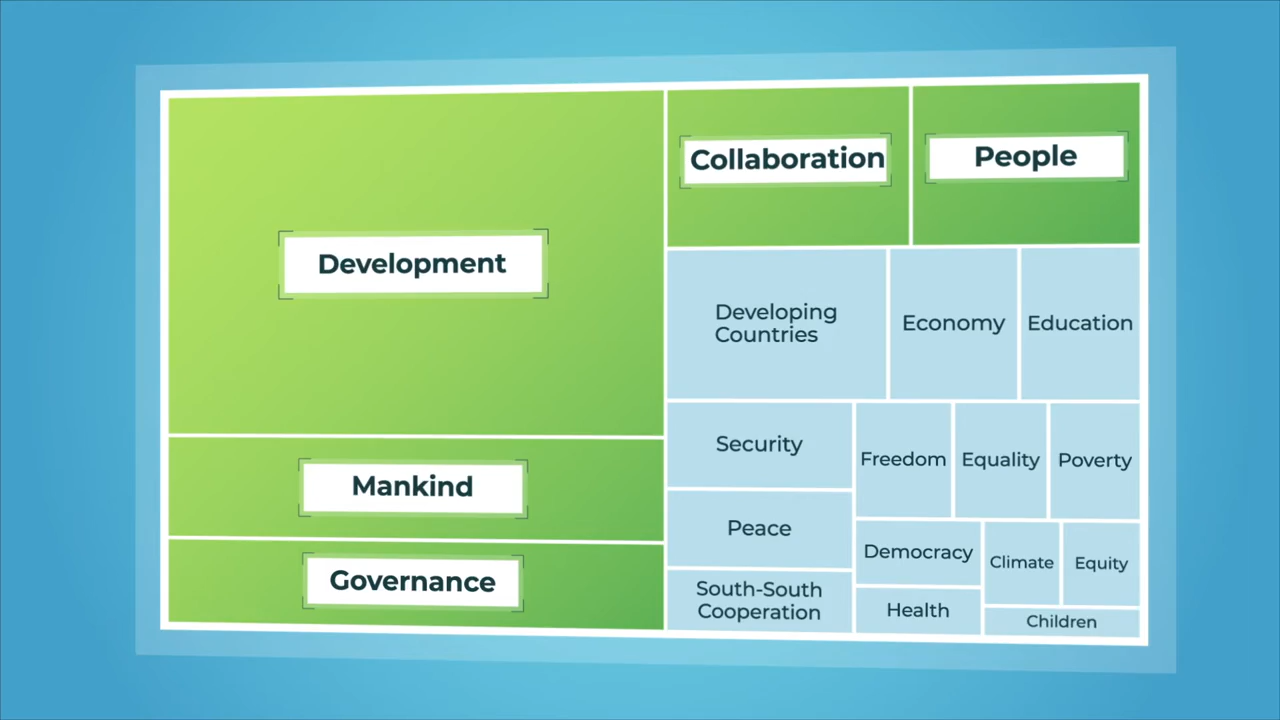 Development
Mankind
Governance
Collaboration
People
Developing
Countries
Economy
Education
Security
Peace
South-South
Cooperation
Freedom
Equality
Poverty
Democracy
Health
Climate
Equity
Children